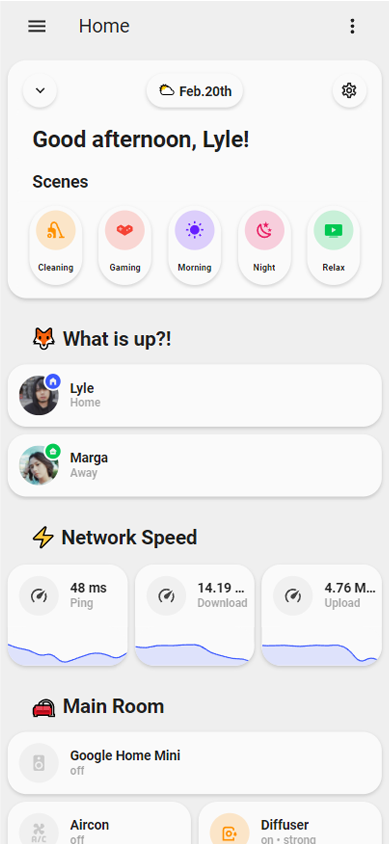 Home
Feb.20th
Good afternoon, Lyle!
Scenes
Cleaning Gaming Morning Night Relax
What is up?!
Lyle
Home
Marga
Away
Network Speed
48 ms 14.19 ... 4.76 M...
Ping Download Upload
Main Room
Google Home Mini
off
Aircon Diffuser
A/C off on • strong